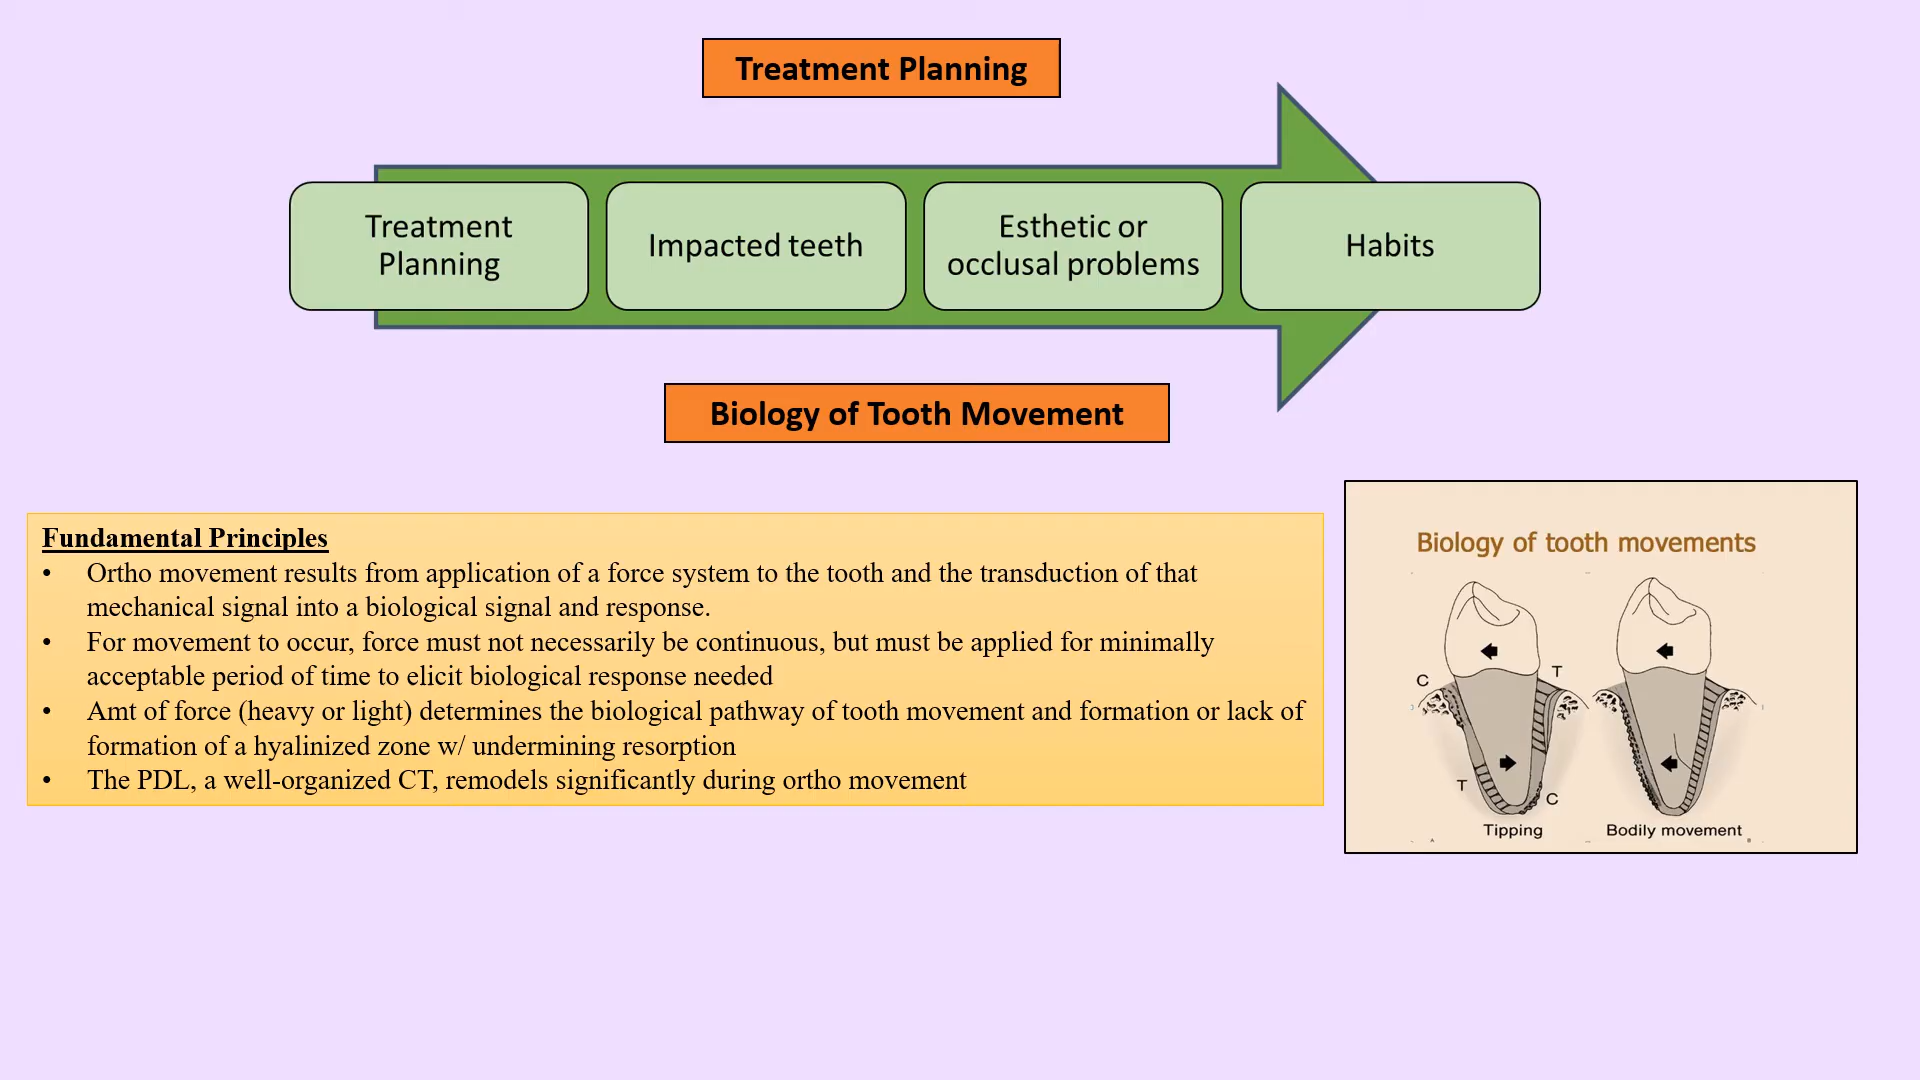 Treatment Planning
Treatment
Planning
Impacted teeth
Esthetic or
occlusal problems
Habits
Biology of Tooth Movement
Fundamental Principles
• Ortho movement results from application of a force system to the tooth and the transduction of that
mechanical signal into a biological signal and response.
• For movement to occur, force must not necessarily be continuous, but must be applied for minimally
acceptable period of time to elicit biological response needed
• Amt of force (heavy or light) determines the biological pathway of tooth movement and formation or lack of
formation of a hyalinized zone w/ undermining resorption
• The PDL, a well-organized CT, remodels significantly during ortho movement
Biology of tooth movements
C
T
T
C
Tipping
Bodily movement